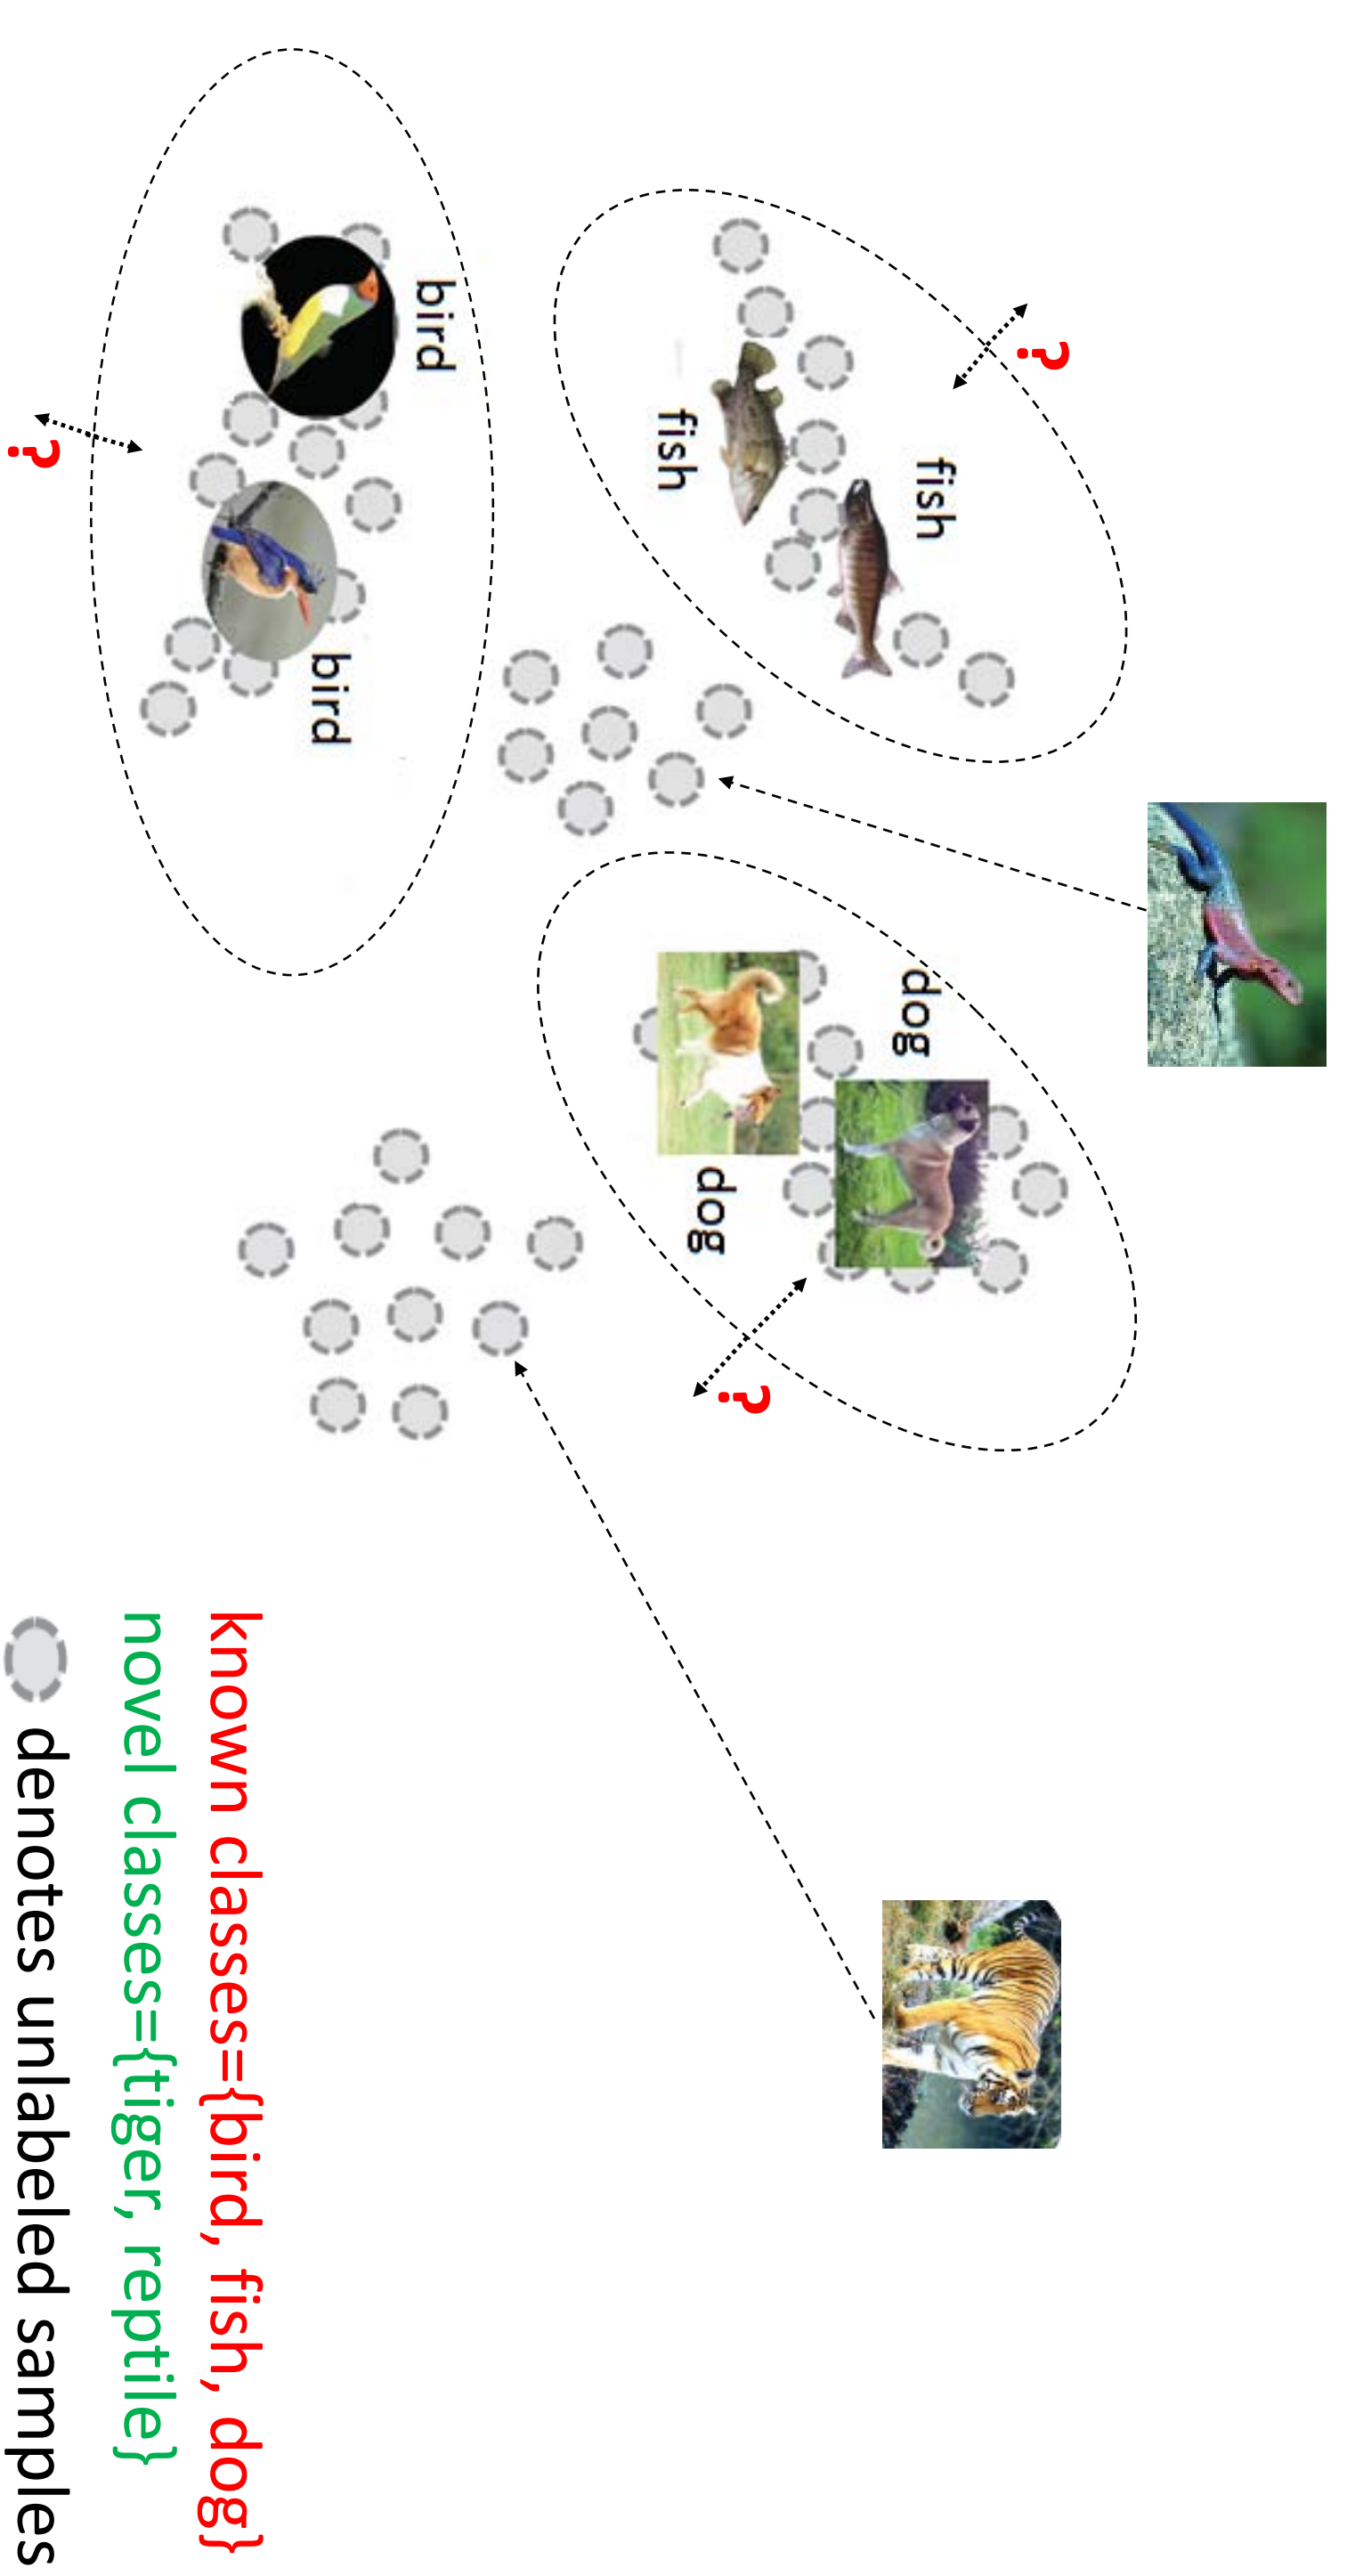 ?
fish
fish
bird
bird
?
dog
dog
?
known classes={bird, fish, dog}
novel classes={tiger, reptile}
denotes unlabeled samples